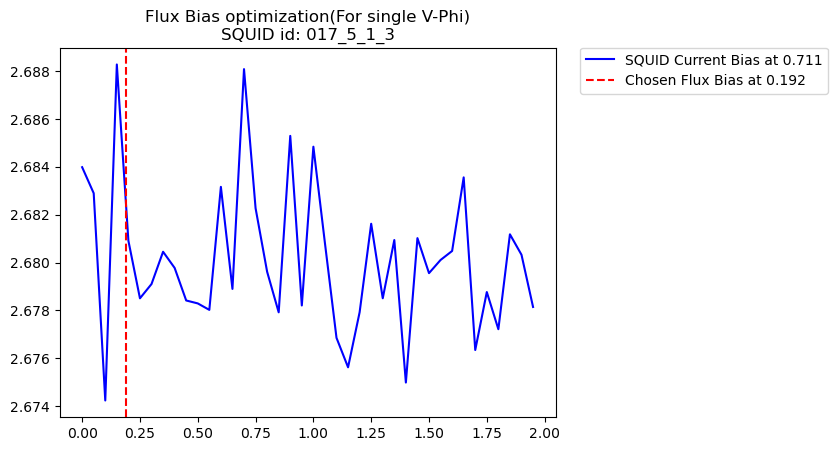 Flux Bias optimization(For single V-Phi)
SQUID id: 017_5_1_3
SQUID Current Bias at 0.711
Chosen Flux Bias at 0.192
2.688
2.686
2.684
2.682
2.680
2.678
2.676
2.674
0.00 0.25 0.50 0.75 1.00 1.25 1.50 1.75 2.00